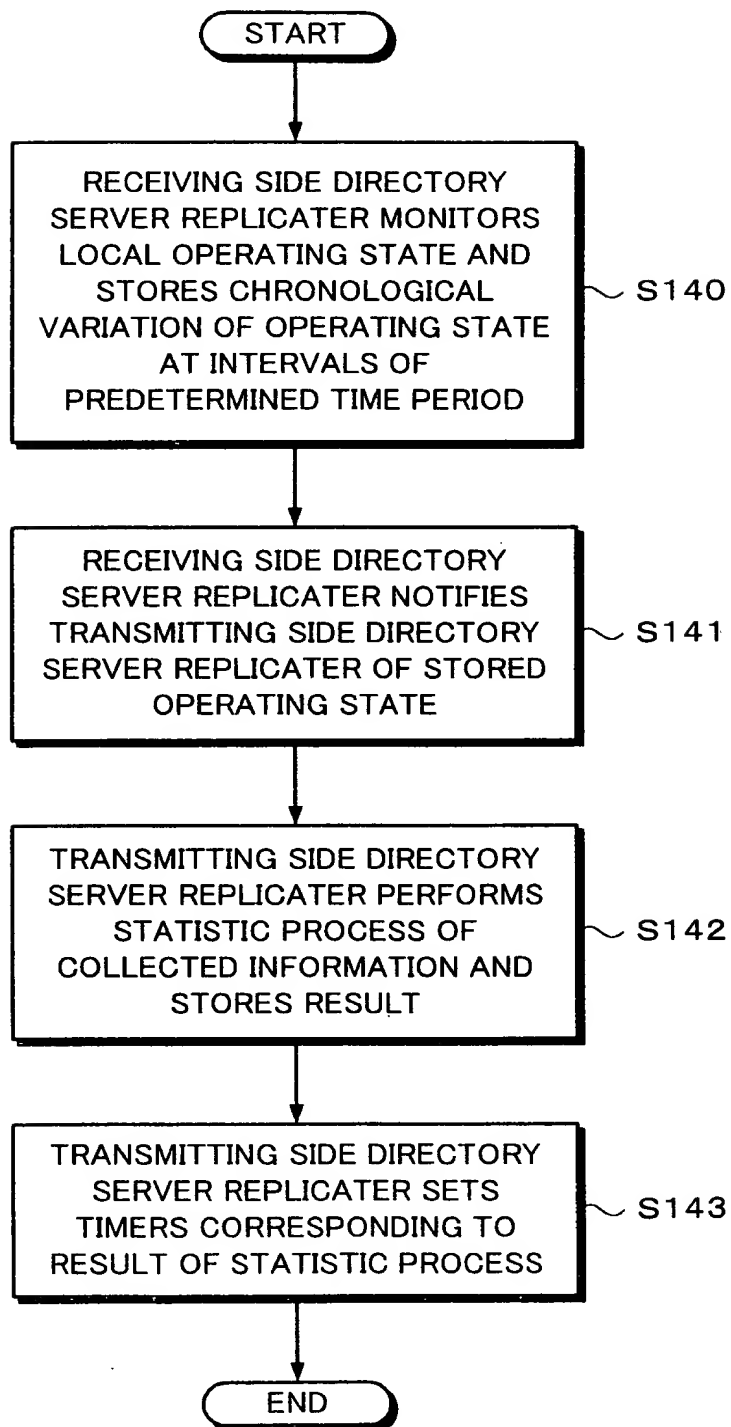 START
RECEIVING SIDE DIRECTORY
SERVER REPLICATER MONITORS
LOCAL OPERATING STATE AND
STORES CHRONOLOGICAL
VARIATION OF OPERATING STATE
AT INTERVALS OF
PREDETERMINED TIME PERIOD
S140
RECEIVING SIDE DIRECTORY
SERVER REPLICATER NOTIFIES
TRANSMITTING SIDE DIRECTORY
SERVER REPLICATER OF STORED
OPERATING STATE
S141
TRANSMITTING SIDE DIRECTORY
SERVER REPLICATER PERFORMS
STATISTIC PROCESS OF
COLLECTED INFORMATION AND
STORES RESULT
S142
TRANSMITTING SIDE DIRECTORY
SERVER REPLICATER SETS
TIMERS CORRESPONDING TO
RESULT OF STATISTIC PROCESS
S143
END